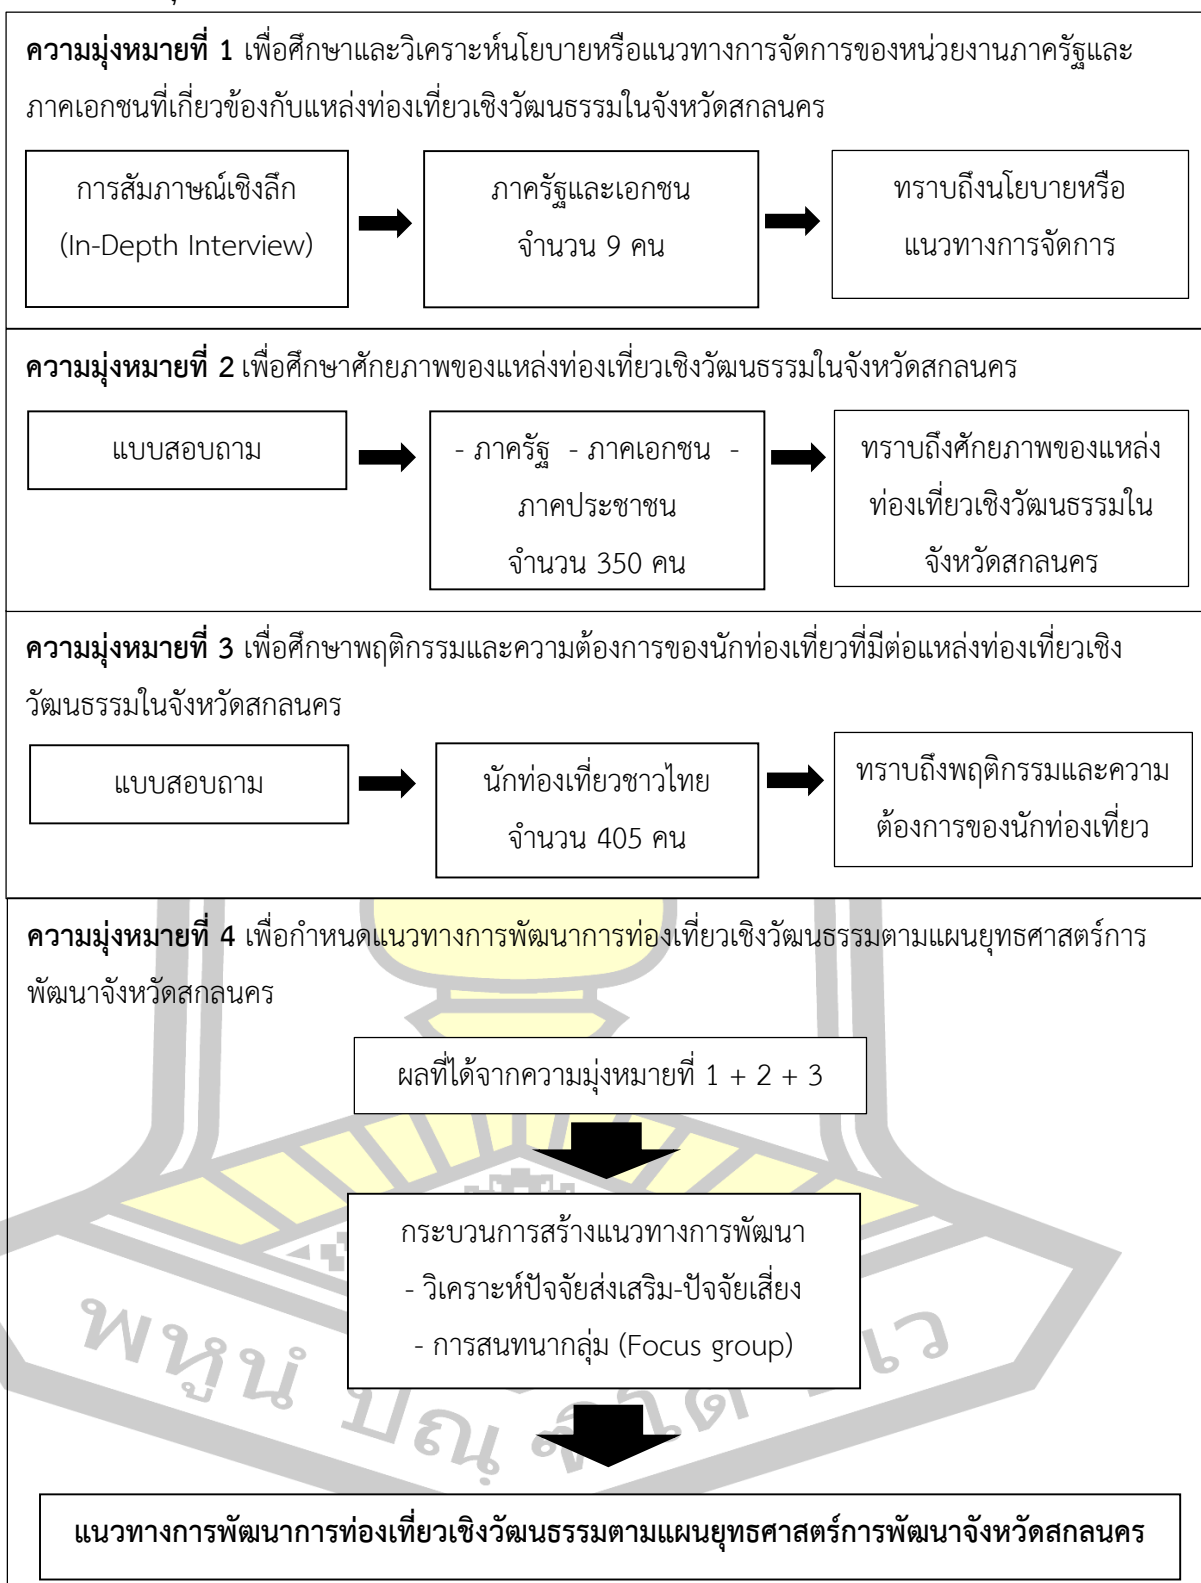 ความมุ่งหมายที่ 1 เพื่อศึกษาและวิเคราะห์นโยบายหรือแนวทางการจัดการของหน่วยงานภาครัฐและ
ภาคเอกชนที่เกี่ยวข้องกับแหล่งท่องเที่ยวเชิงวัฒนธรรมในจังหวัดสกลนคร
การสัมภาษณ์เชิงลึก
(In-Depth Interview)
ภาครัฐและเอกชน
จำนวน 9 คน
ทราบถึงนโยบายหรือ
แนวทางการจัดการ
ความมุ่งหมายที่ 2 เพื่อศึกษาศักยภาพของแหล่งท่องเที่ยวเชิงวัฒนธรรมในจังหวัดสกลนคร
แบบสอบถาม
- ภาครัฐ - ภาคเอกชน -
ภาคประชาชน
จำนวน 350 คน
ทราบถึงศักยภาพของแหล่ง
ท่องเที่ยวเชิงวัฒนธรรมใน
จังหวัดสกลนคร
ความมุ่งหมายที่ 3 เพื่อศึกษาพฤติกรรมและความต้องการของนักท่องเที่ยวที่มีต่อแหล่งท่องเที่ยวเชิง
วัฒนธรรมในจังหวัดสกลนคร
แบบสอบถาม
นักท่องเที่ยวชาวไทย
จำนวน 405 คน
ทราบถึงพฤติกรรมและความ
ต้องการของนักท่องเที่ยว
ความมุ่งหมายที่ 4 เพื่อกำหนดแนวทางการพัฒนาการท่องเที่ยวเชิงวัฒนธรรมตามแผนยุทธศาสตร์การ
พัฒนาจังหวัดสกลนคร
ผลที่ได้จากความมุ่งหมายที่ 1 + 2 + 3
กระบวนการสร้างแนวทางการพัฒนา
- วิเคราะห์ปัจจัยส่งเสริม-ปัจจัยเสี่ยง
- การสนทนากลุ่ม (Focus group)
พหูนํ ปณฺ
แนวทางการพัฒนาการท่องเที่ยวเชิงวัฒนธรรมตามแผนยุทธศาสตร์การพัฒนาจังหวัดสกลนคร